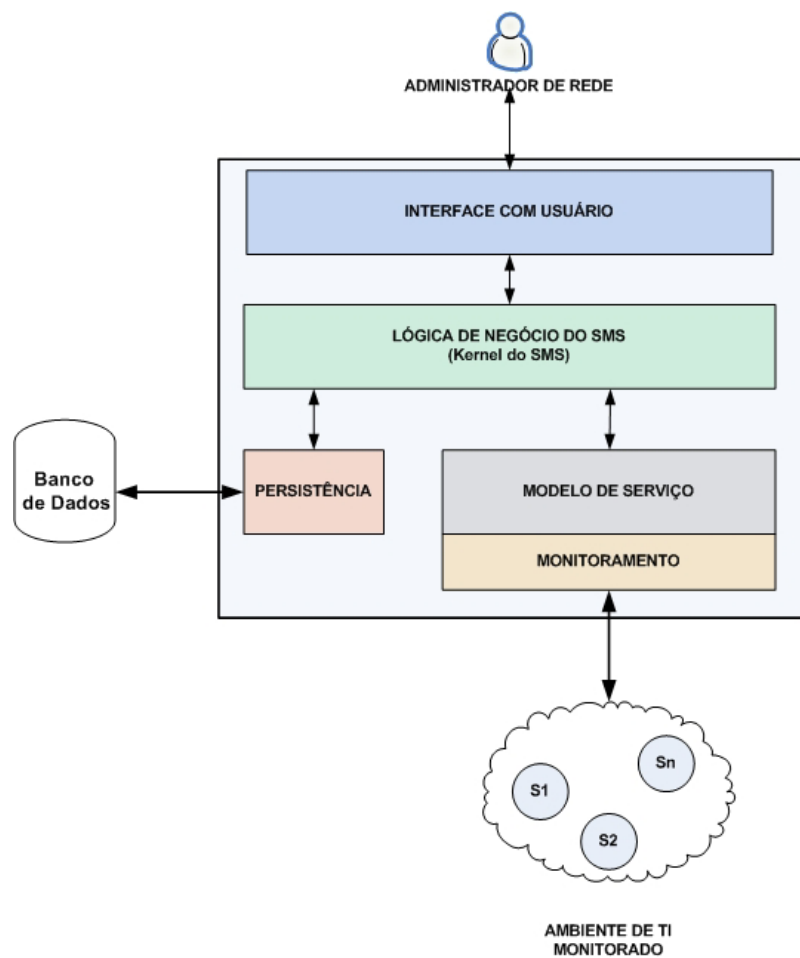 ADMINISTRADOR DE REDE
INTERFACE COM USUÁRIO
LÓGICA DE NEGÓCIO DO SMS
(Kernel do SMS)
Banco
de Dados
PERSISTÊNCIA
MODELO DE SERVIÇO
MONITORAMENTO
Sn
S1
S2
AMBIENTE DE TI
MONITORADO